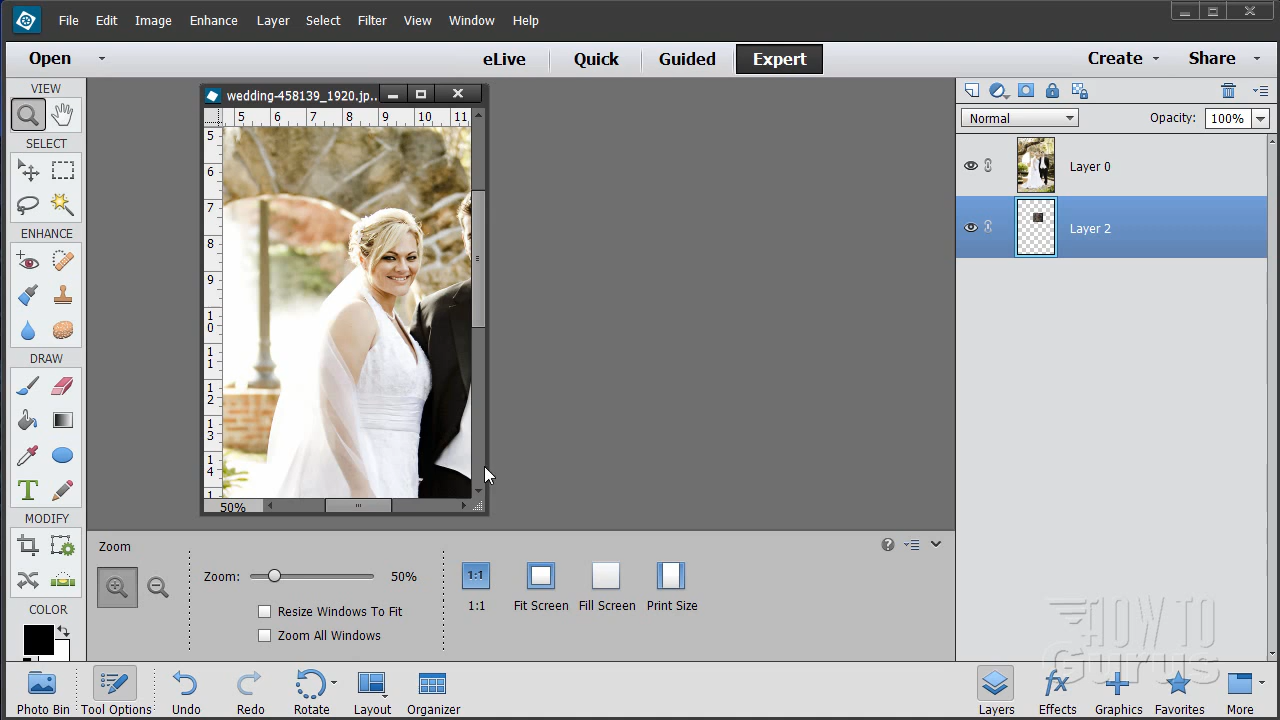 File Edit Image Enhance Layer Select Filter View Window Help
Open eLive Quick Guided Expert Create Share
VIEW
SELECT
ENHANCE
DRAW
MODIFY
COLOR
wedding-458139_1920.jp...
5 6 7 8 9 10 11
5
6
7
8
9
10
11
12
13
14
1
50%
Normal Opacity: 100%
Layer 0
Layer 2
Zoom
Zoom: 50%
Resize Windows To Fit
Zoom All Windows
1:1
1:1 Fit Screen Fill Screen Print Size
HOW TO
Gurus
Photo Bin Tool Options Undo Redo Rotate Layout Organizer Layers Effects Graphics Favorites More